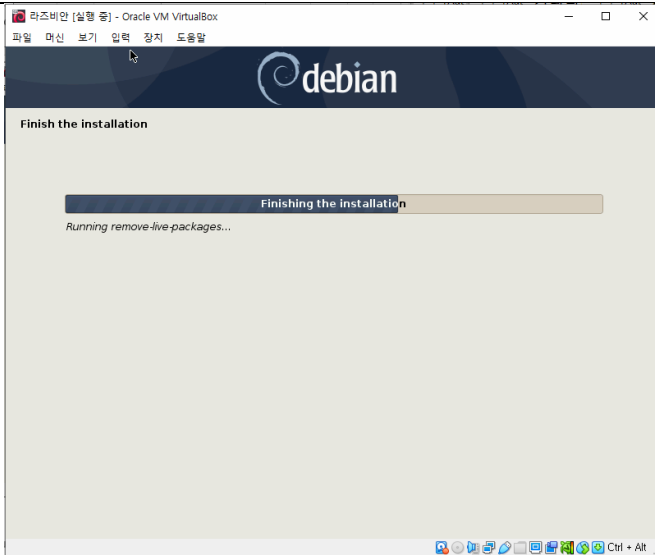 라즈비안 [실행 중] - Oracle VM VirtualBox
파일 머신 보기 입력 장치 도움말
debian
Finish the installation
Finishing the installation
Running remove-live-packages...
Ctrl + Alt